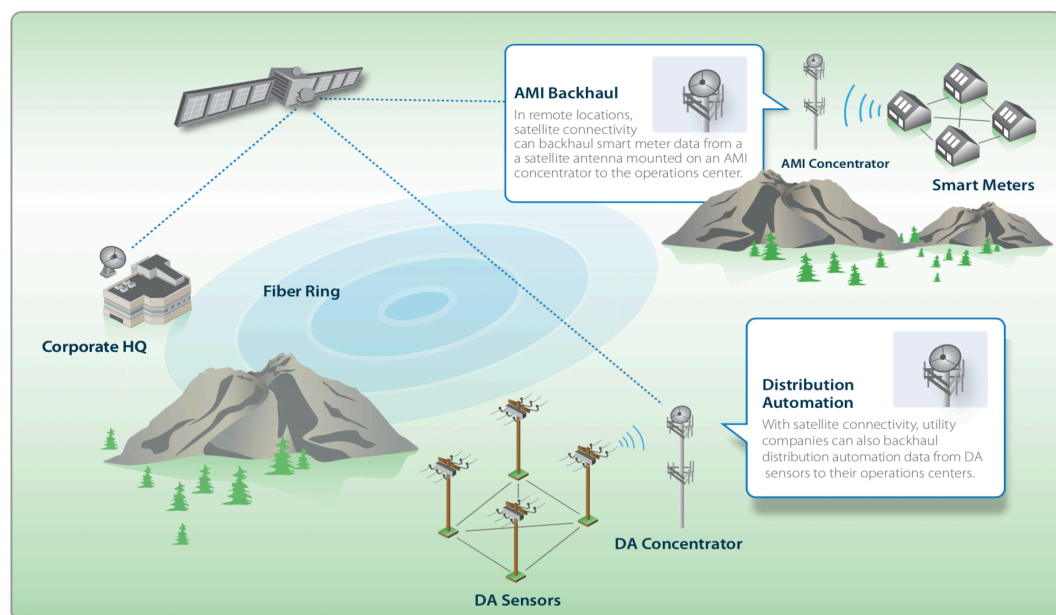 AMI Backhaul
In remote locations,
satellite connectivity
can backhaul smart meter data from a
a satellite antenna mounted on an AMI
concentrator to the operations center.
AMI Concentrator
Smart Meters
Fiber Ring
Corporate HQ
Distribution
Automation
With satellite connectivity, utility
companies can also backhaul
distribution automation data from DA
sensors to their operations centers.
DA Concentrator
DA Sensors